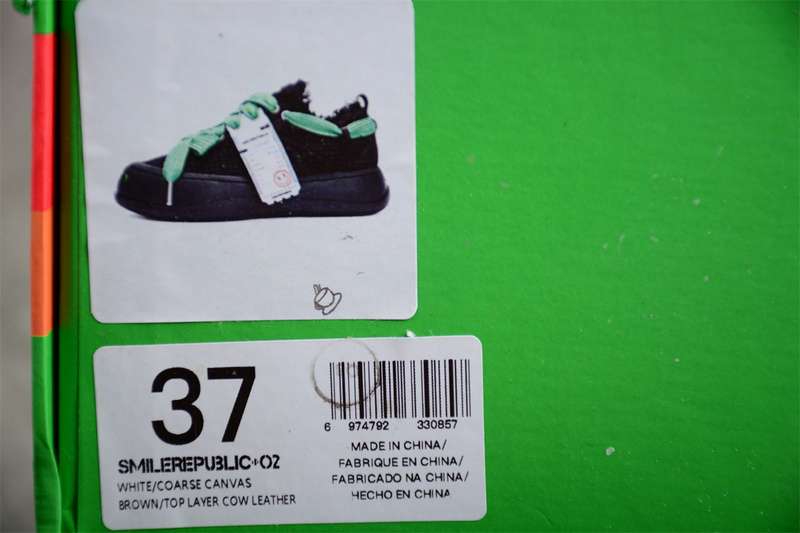 37
SMILEREPUBLIC+02
WHITE/COARSE CANVAS
BROWN/TOP LAYER COW LEATHER
6 974792 330857
MADE IN CHINA/
FABRIQUE EN CHINA/
FABRICADO NA CHINA/
HECHO EN CHINA